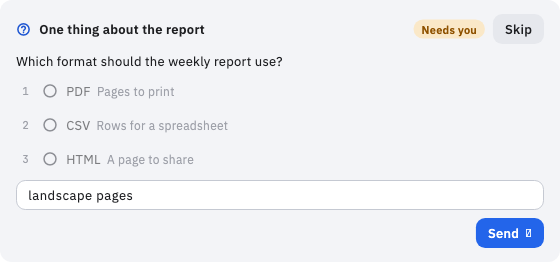 One thing about the report
Needs you
Skip
Which format should the weekly report use?
1 PDF Pages to print
2 CSV Rows for a spreadsheet
3 HTML A page to share
landscape pages
Send